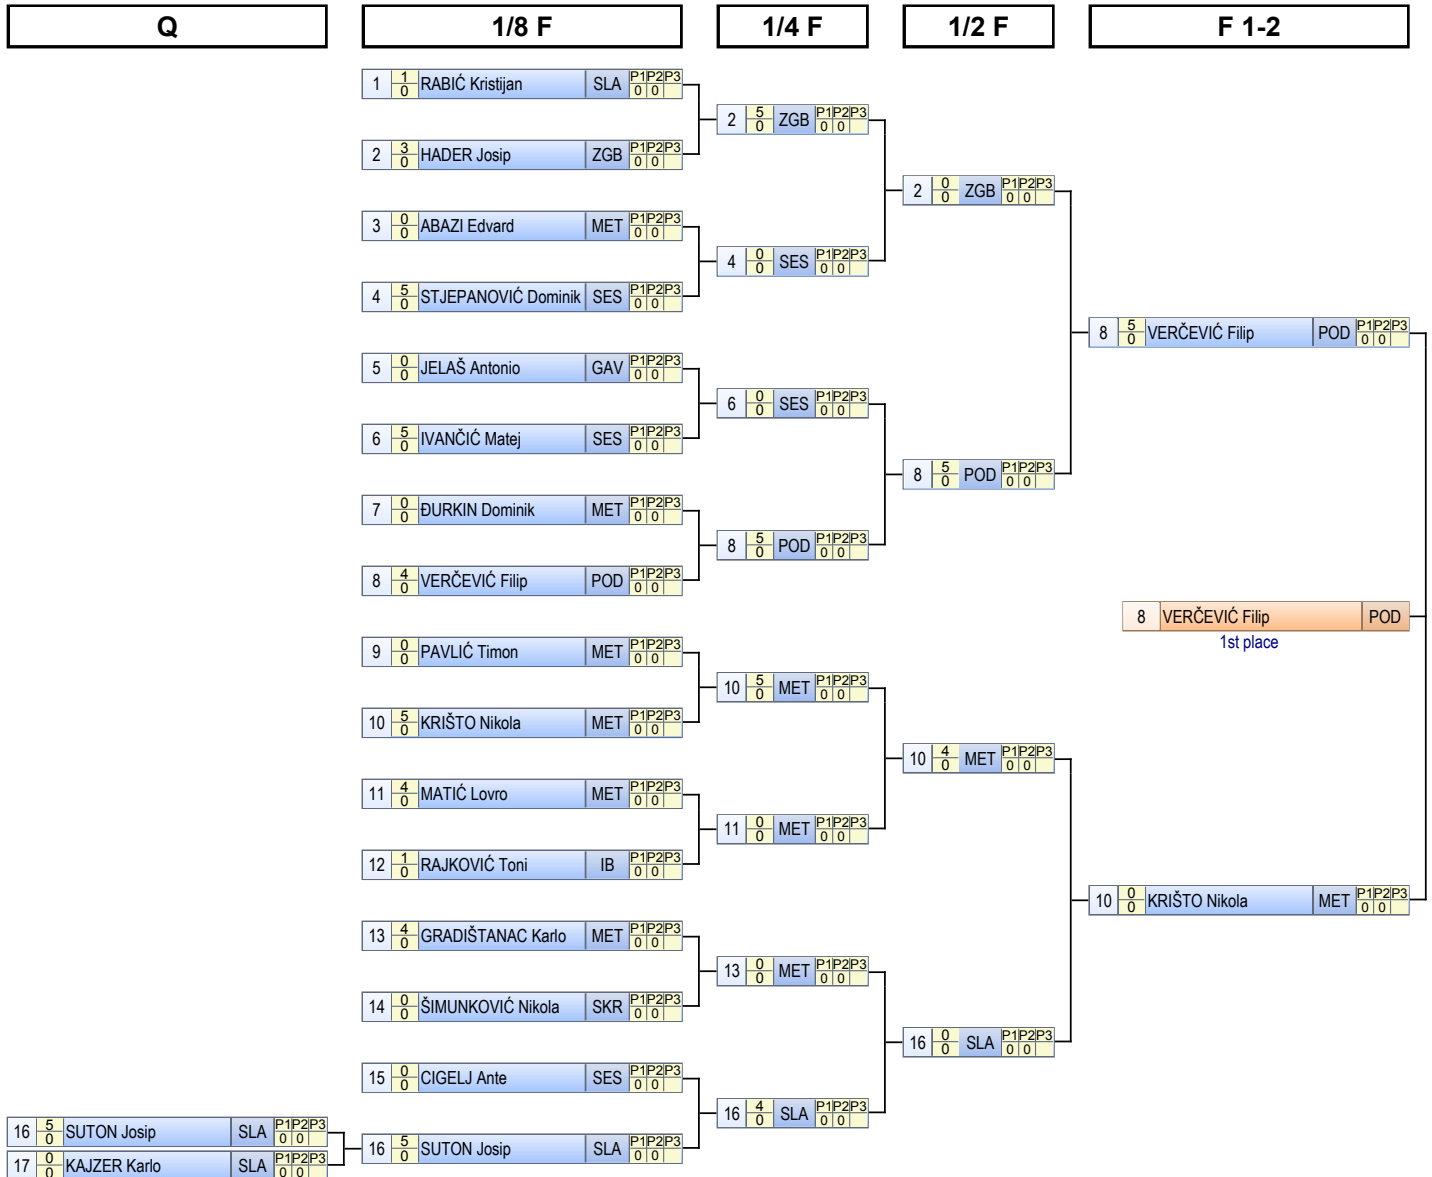 Q 1/8 F 1/4 F 1/2 F F 1-2
1 1 0 RABIĆ Kristijan SLA P1 P2 P3 0 0
2 5 0 ZGB P1 P2 P3 0 0
2 3 0 HADER Josip ZGB P1 P2 P3 0 0
2 0 0 ZGB P1 P2 P3 0 0
3 0 0 ABAZI Edvard MET P1 P2 P3 0 0
4 0 0 SES P1 P2 P3 0 0
4 5 0 STJEPANOVIĆ Dominik SES P1 P2 P3 0 0
8 5 0 VERČEVIĆ Filip POD P1 P2 P3 0 0
5 0 0 JELAŠ Antonio GAV P1 P2 P3 0 0
6 0 0 SES P1 P2 P3 0 0
6 5 0 IVANČIĆ Matej SES P1 P2 P3 0 0
8 5 0 POD P1 P2 P3 0 0
7 0 0 ĐURKIN Dominik MET P1 P2 P3 0 0
8 5 0 POD P1 P2 P3 0 0
8 4 0 VERČEVIĆ Filip POD P1 P2 P3 0 0
8 VERČEVIĆ Filip POD
1st place
9 0 0 PAVLIĆ Timon MET P1 P2 P3 0 0
10 5 0 MET P1 P2 P3 0 0
10 5 0 KRIŠTO Nikola MET P1 P2 P3 0 0
10 4 0 MET P1 P2 P3 0 0
11 4 0 MATIĆ Lovro MET P1 P2 P3 0 0
11 0 0 MET P1 P2 P3 0 0
12 1 0 RAJKOVIĆ Toni IB P1 P2 P3 0 0
10 0 0 KRIŠTO Nikola MET P1 P2 P3 0 0
13 4 0 GRADIŠTANAC Karlo MET P1 P2 P3 0 0
13 0 0 MET P1 P2 P3 0 0
14 0 0 ŠIMUNKOVIĆ Nikola SKR P1 P2 P3 0 0
16 0 0 SLA P1 P2 P3 0 0
15 0 0 CIGELJ Ante SES P1 P2 P3 0 0
16 4 0 SLA P1 P2 P3 0 0
16 5 0 SUTON Josip SLA P1 P2 P3 0 0
16 5 0 SUTON Josip SLA P1 P2 P3 0 0
17 0 0 KAJZER Karlo SLA P1 P2 P3 0 0